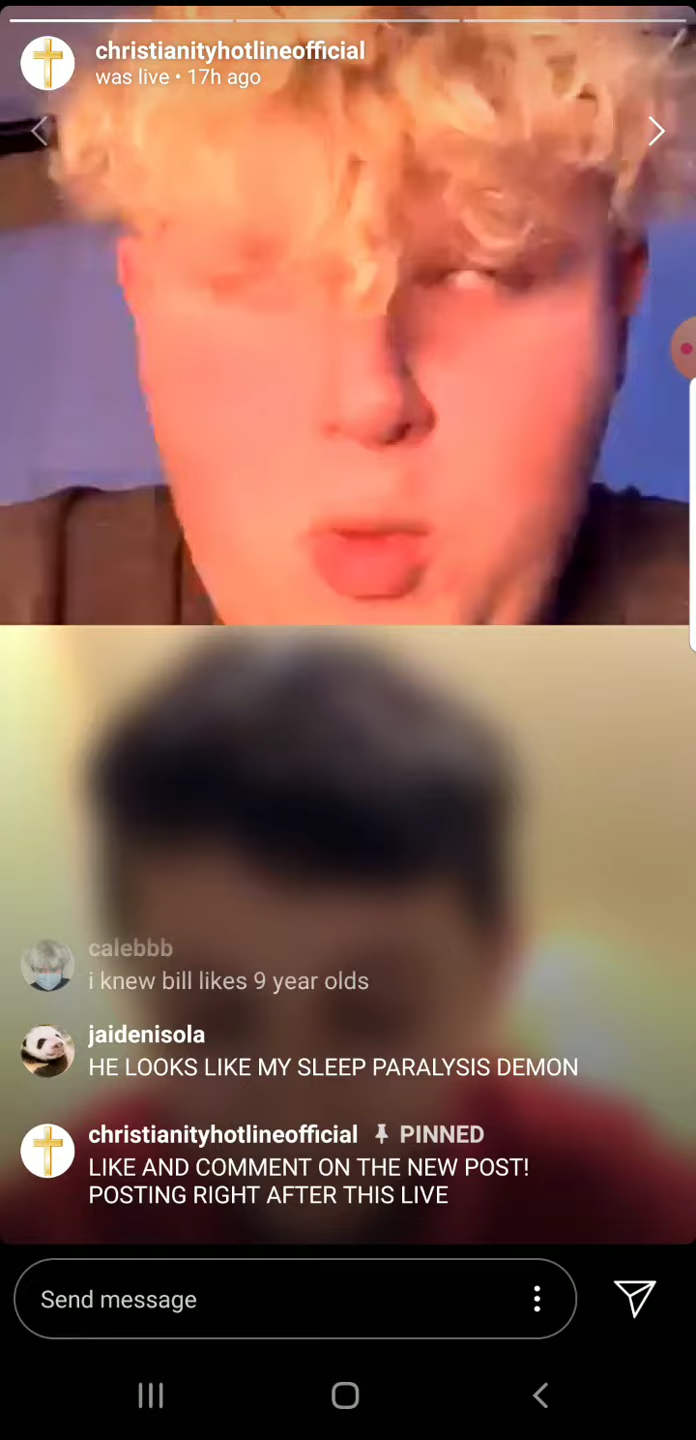 christianityhotlineofficial
was live • 17h ago
calebbb
i knew bill likes 9 year olds
jaidenisola
HE LOOKS LIKE MY SLEEP PARALYSIS DEMON
christianityhotlineofficial PINNED
LIKE AND COMMENT ON THE NEW POST!
POSTING RIGHT AFTER THIS LIVE
Send message